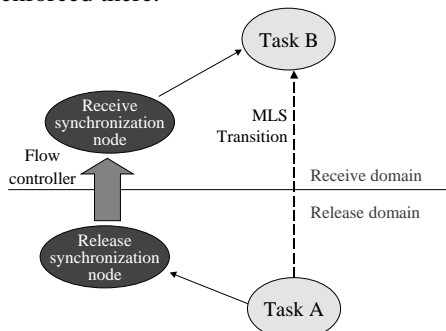 enforced there.
Task B
Receive
synchronization
node
MLS
Transition
Flow
controller
Receive domain
Release domain
Release
synchronization
node
Task A